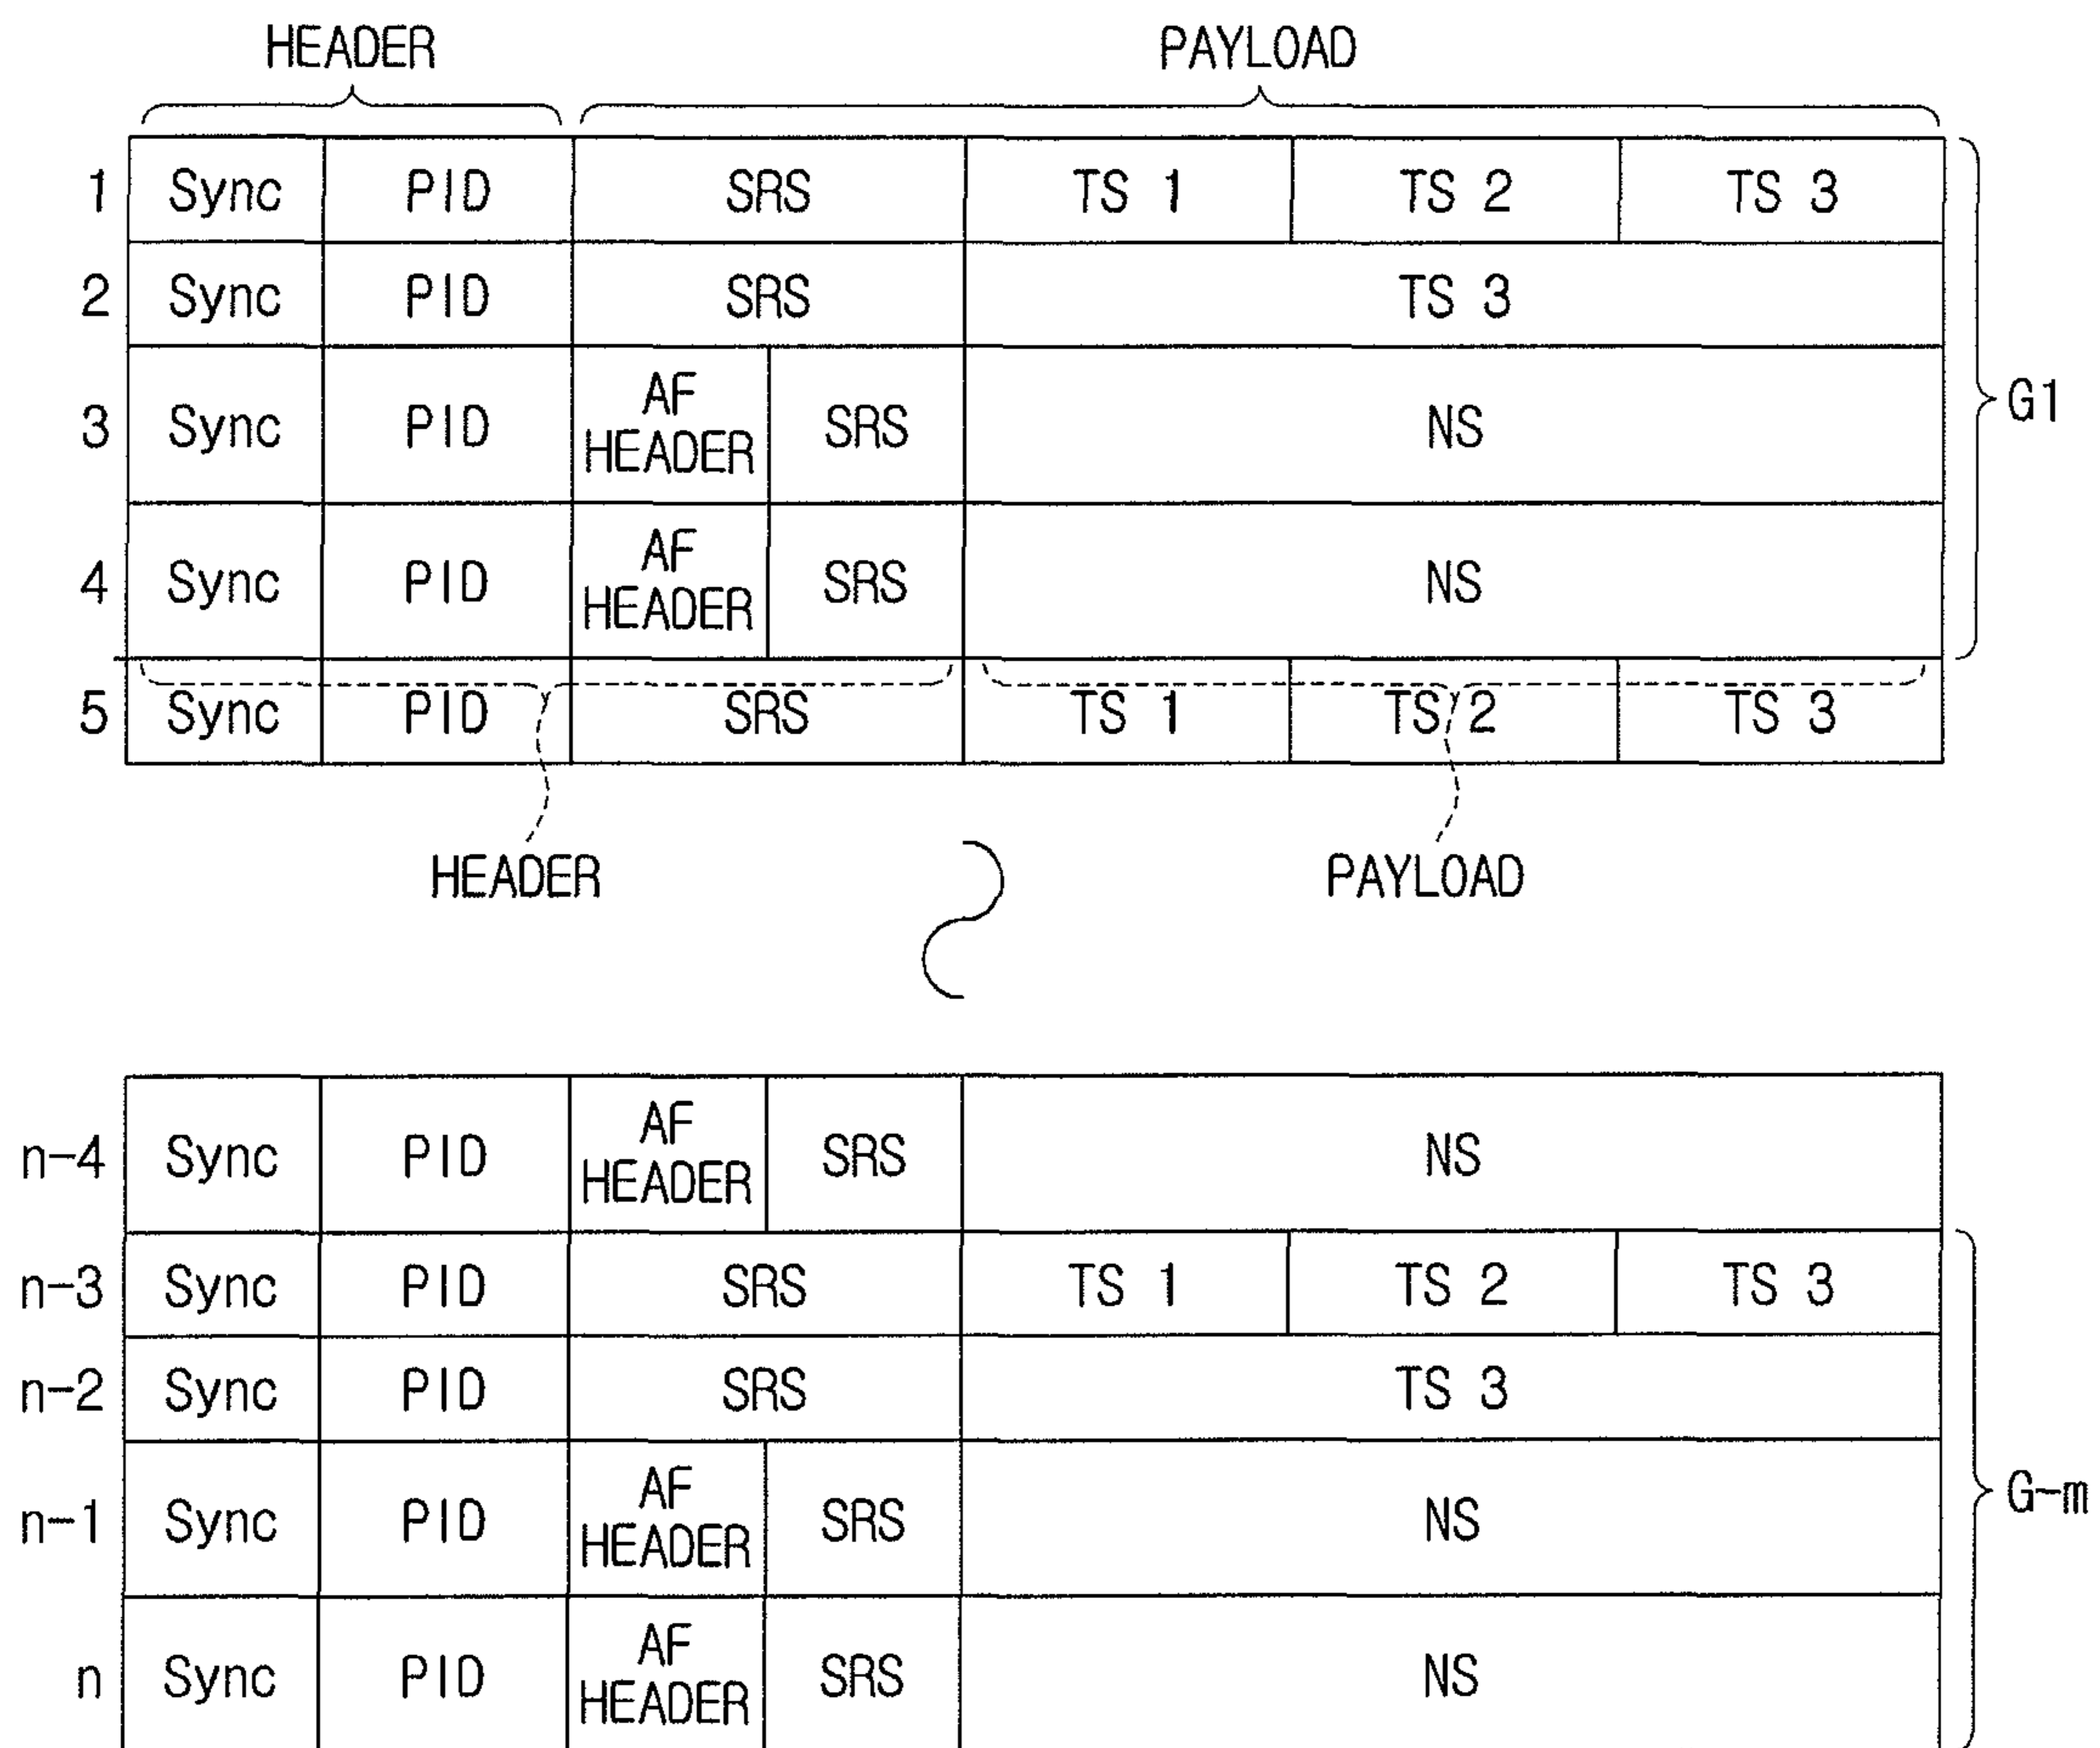 HEADER PAYLOAD
1 Sync PID SRS TS 1 TS 2 TS 3
2 Sync PID SRS TS 3
3 Sync PID AF HEADER SRS NS
G1
4 Sync PID AF HEADER SRS NS
5 Sync PID SRS TS 1 TS 2 TS 3
HEADER PAYLOAD
n-4 Sync PID AF HEADER SRS NS
n-3 Sync PID SRS TS 1 TS 2 TS 3
n-2 Sync PID SRS TS 3
n-1 Sync PID AF HEADER SRS NS
G-m
n Sync PID AF HEADER SRS NS